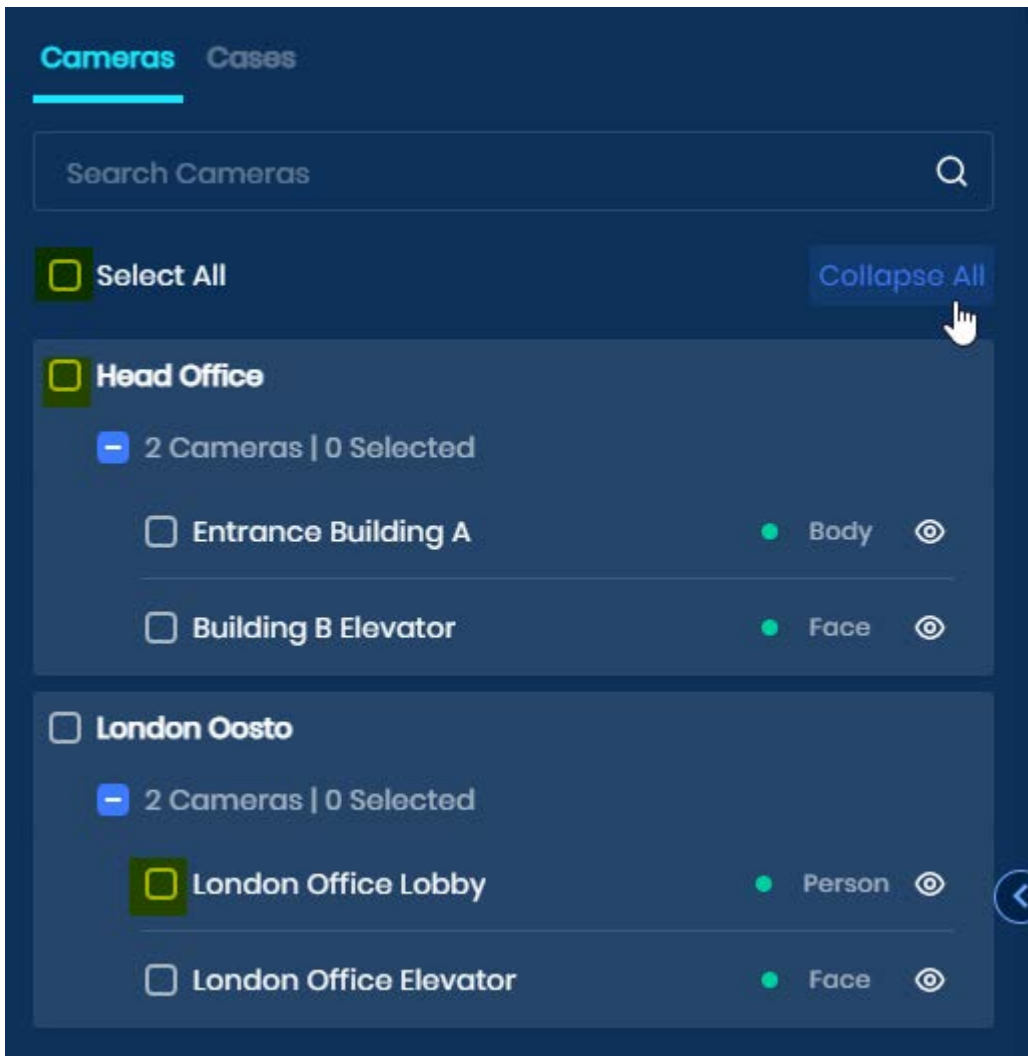 Cameras Cases
Search Cameras
Select All Collapse All
Head Office
2 Cameras | 0 Selected
Entrance Building A Body
Building B Elevator Face
London Oosto
2 Cameras | 0 Selected
London Office Lobby Person
London Office Elevator Face